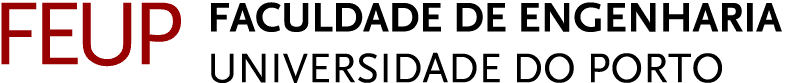 FEUP
FACULDADE DE ENGENHARIA
UNIVERSIDADE DO PORTO